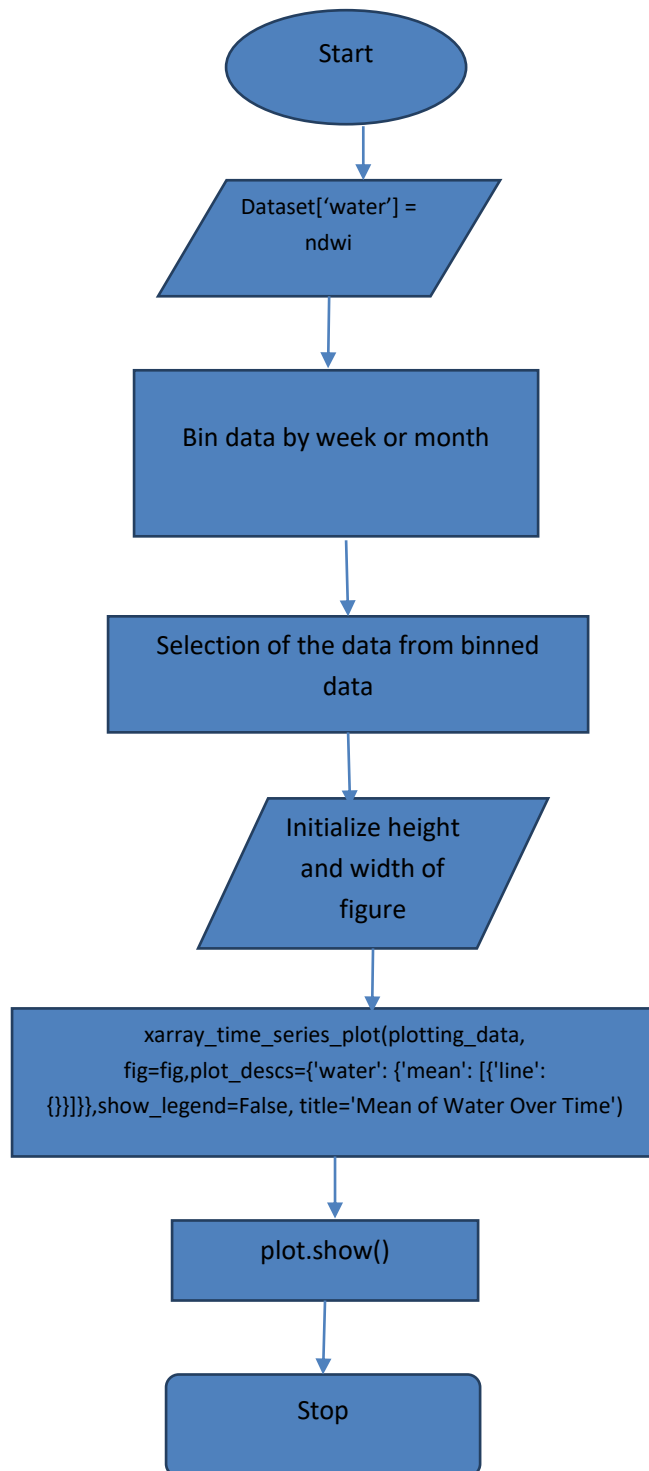 Start
Dataset[‘water’] =
ndwi
Bin data by week or month
Selection of the data from binned
data
Initialize height
and width of
figure
xarray_time_series_plot(plotting_data,
fig=fig,plot_descs={'water': {'mean': [{'line':
{}}]}},show_legend=False, title='Mean of Water Over Time')
plot.show()
Stop